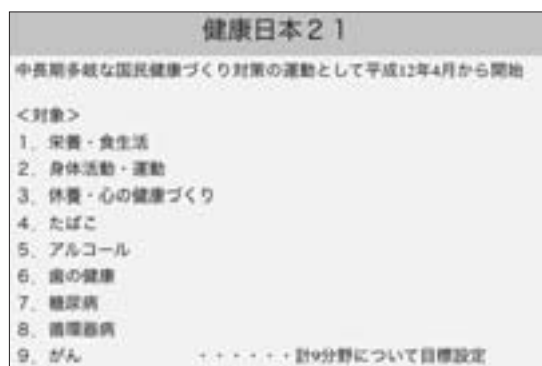 健康日本21
中長期多岐な国民健康づくり対策の運動として平成12年4月から開始
<対象>
1. 栄養・食生活
2. 身体活動・運動
3. 休養・心の健康づくり
4. たばこ
5. アルコール
6. 歯の健康
7. 糖尿病
8. 循環器病
9. がん ・・・・・・計9分野について目標設定